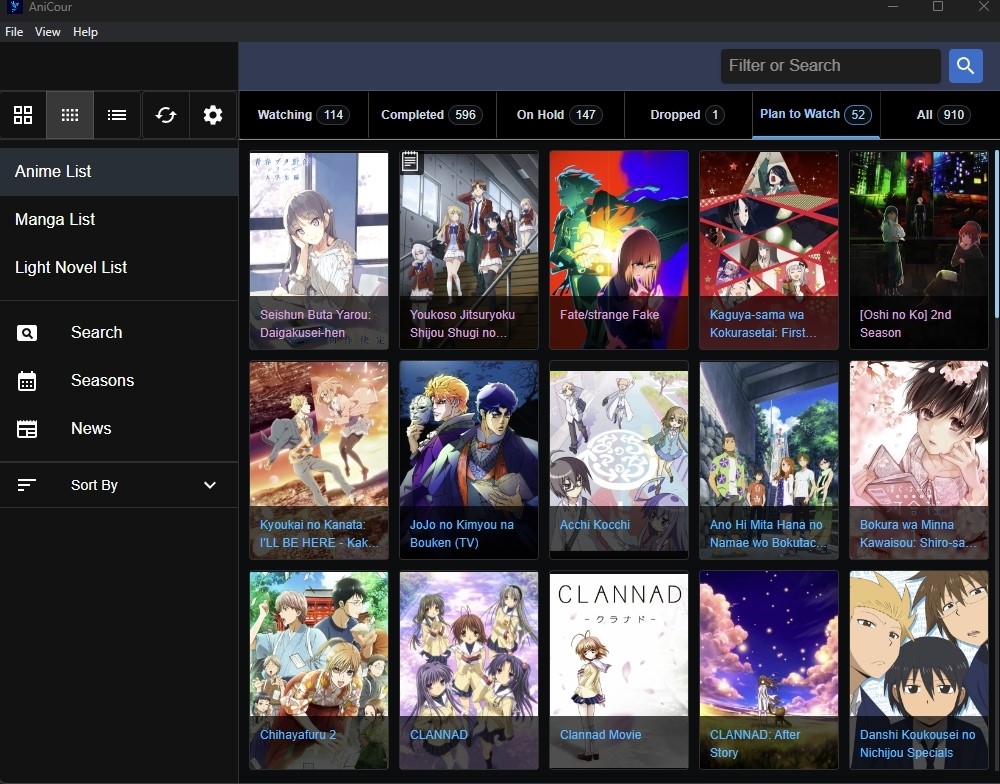 AniCour
File View Help
Filter or Search
Watching 114 Completed 596 On Hold 147 Dropped 1 Plan to Watch 52 All 910
Anime List
Manga List
Light Novel List
Search
Seasons
News
Sort By
Seishun Buta Yarou:
Daigakusei-hen
Youkoso Jitsuryoku
Shijou Shugi no…
Fate/strange Fake
Kaguya-sama wa
Kokurasetai: First…
[Oshi no Ko] 2nd
Season
Kyoukai no Kanata:
I'LL BE HERE - Kak…
JoJo no Kimyou na
Bouken (TV)
Acchi Kocchi
Ano Hi Mita Hana no
Namae wo Bokutac…
Bokura wa Minna
Kawaisou: Shiro-sa…
Chihayafuru 2
CLANNAD
CLANNAD
-クラナド-
Clannad Movie
CLANNAD: After
Story
Danshi Koukousei no
Nichijou Specials